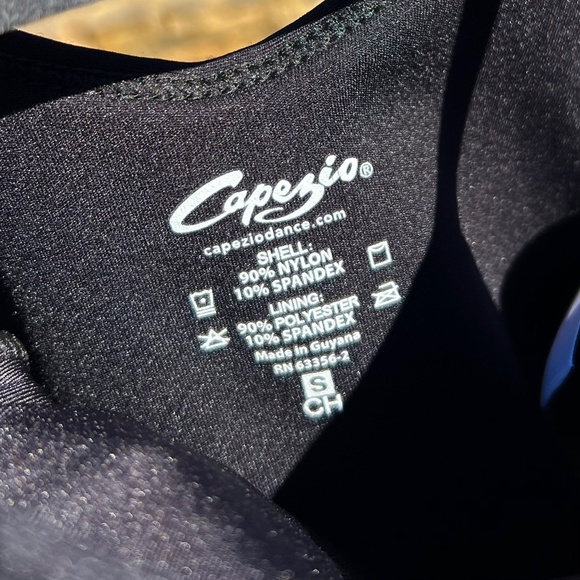 Capezio®
capeziodance.com
SHELL:
90% NYLON
10% SPANDEX
LINING:
90% POLYESTER
10% SPANDEX
Made in Guyana
RN 63356-2
S
CH